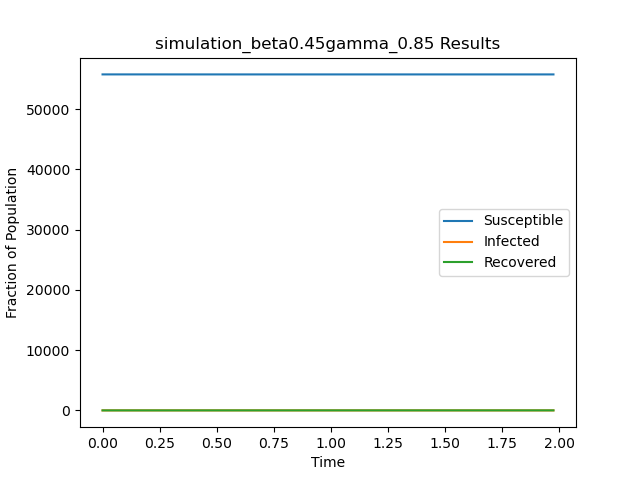 simulation_beta0.45gamma_0.85 Results
Fraction of Population
50000
40000
30000
20000
10000
0
Susceptible
Infected
Recovered
0.00 0.25 0.50 0.75 1.00 1.25 1.50 1.75 2.00
Time